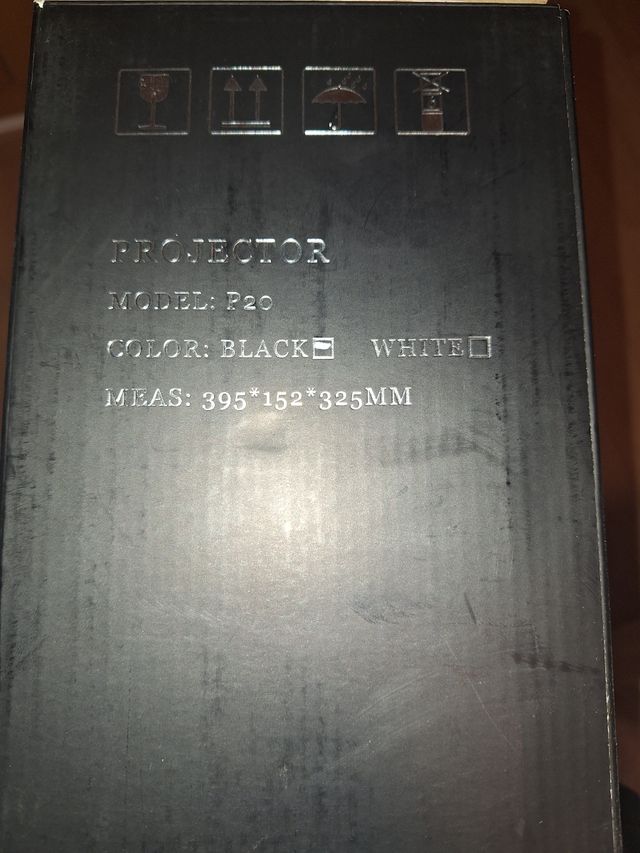 PROJECTOR
MODEL: P20
COLOR: BLACK WHITE
MEAS: 395*152*325MM